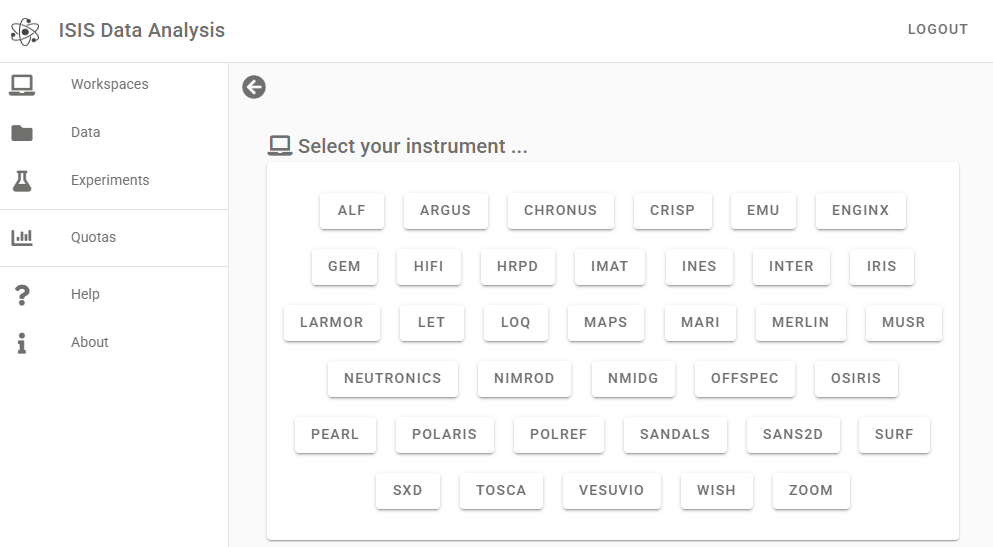 ISIS Data Analysis
LOGOUT
Workspaces
Data
Experiments
Quotas
Help
About
Select your instrument ...
ALF ARGUS CHRONUS CRISP EMU ENGINX
GEM HIFI HRPD IMAT INES INTER IRIS
LARMOR LET LOQ MAPS MARI MERLIN MUSR
NEUTRONICS NIMROD NMIDG OFFSPEC OSIRIS
PEARL POLARIS POLREF SANDALS SANS2D SURF
SXD TOSCA VESUVIO WISH ZOOM